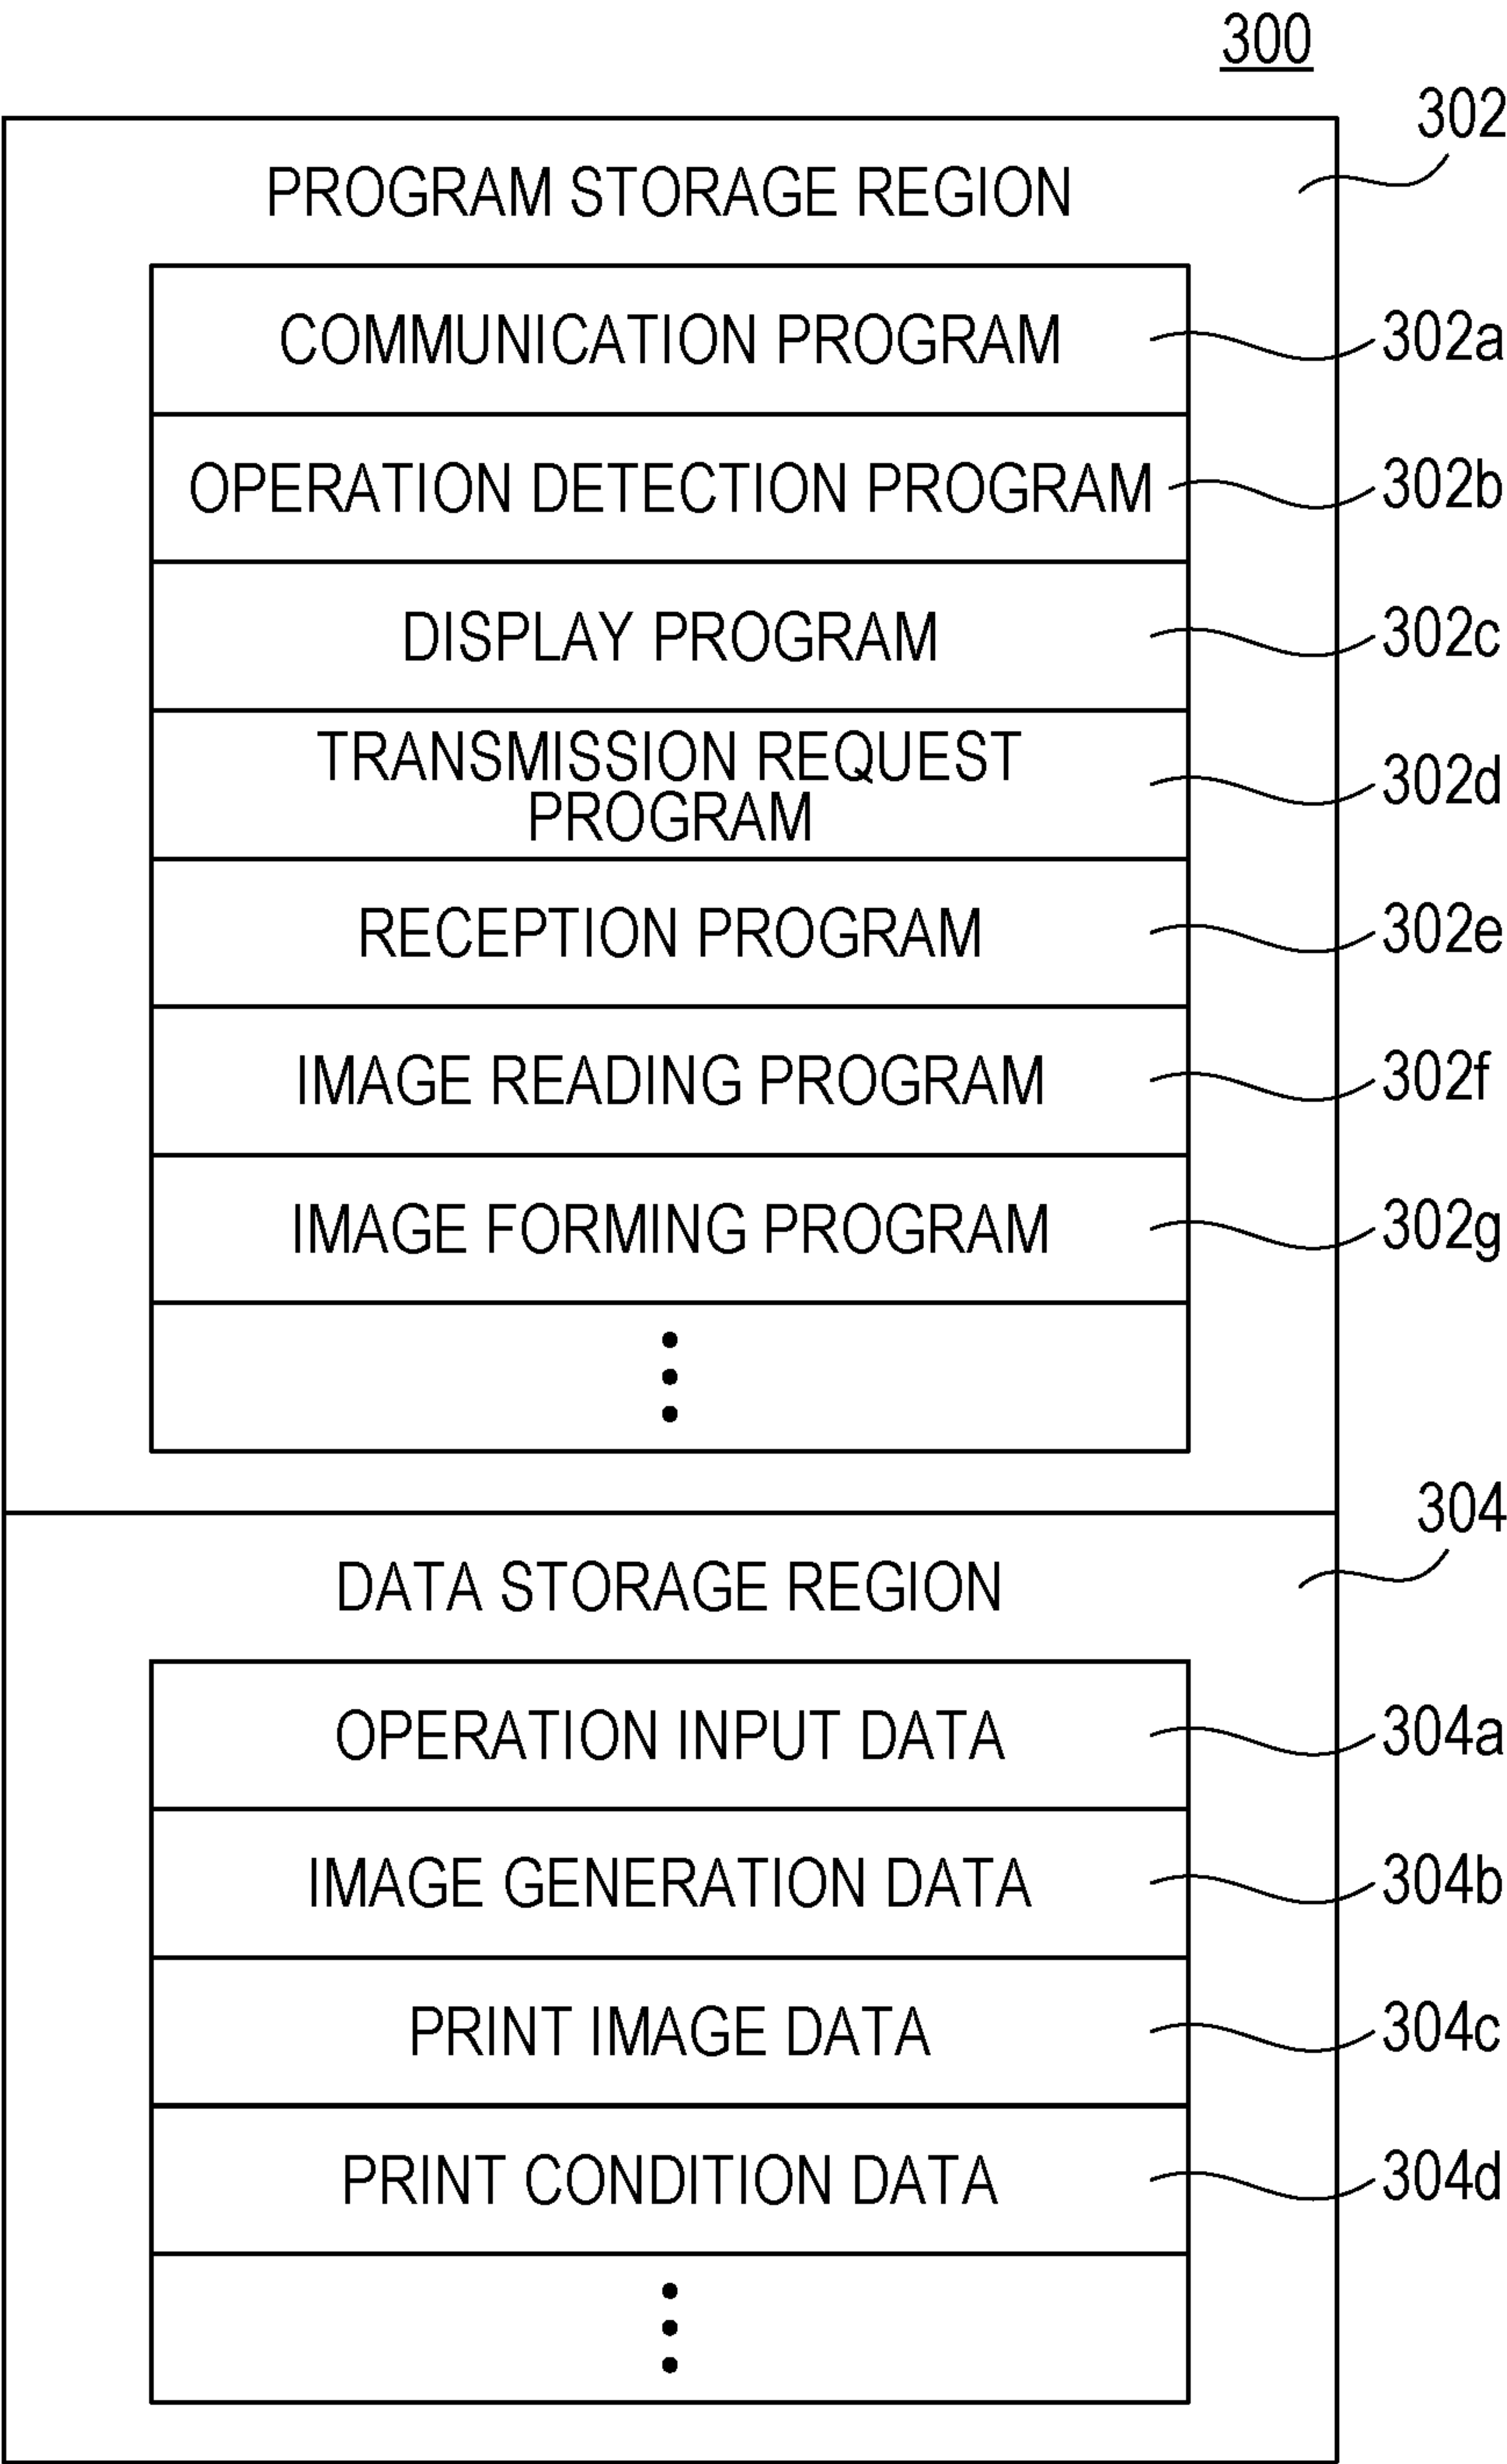 300
302
PROGRAM STORAGE REGION
COMMUNICATION PROGRAM
302a
OPERATION DETECTION PROGRAM
302b
DISPLAY PROGRAM
302c
TRANSMISSION REQUEST
PROGRAM
302d
RECEPTION PROGRAM
302e
IMAGE READING PROGRAM
302f
IMAGE FORMING PROGRAM
302g
304
DATA STORAGE REGION
OPERATION INPUT DATA
304a
IMAGE GENERATION DATA
304b
PRINT IMAGE DATA
304c
PRINT CONDITION DATA
304d